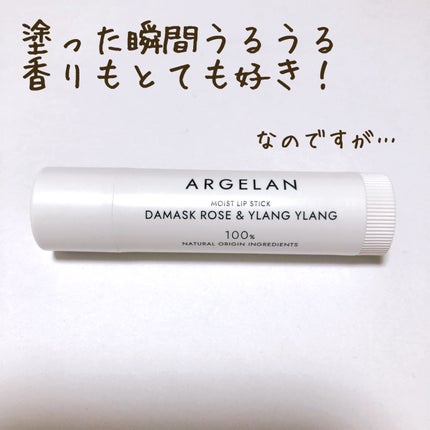 塗った瞬間うるうる
香りもとても好き！
なのですが…
ARGELAN
MOIST LIP STICK
DAMASK ROSE & YLANG YLANG
100%
NATURAL ORIGIN INGREDIENTS